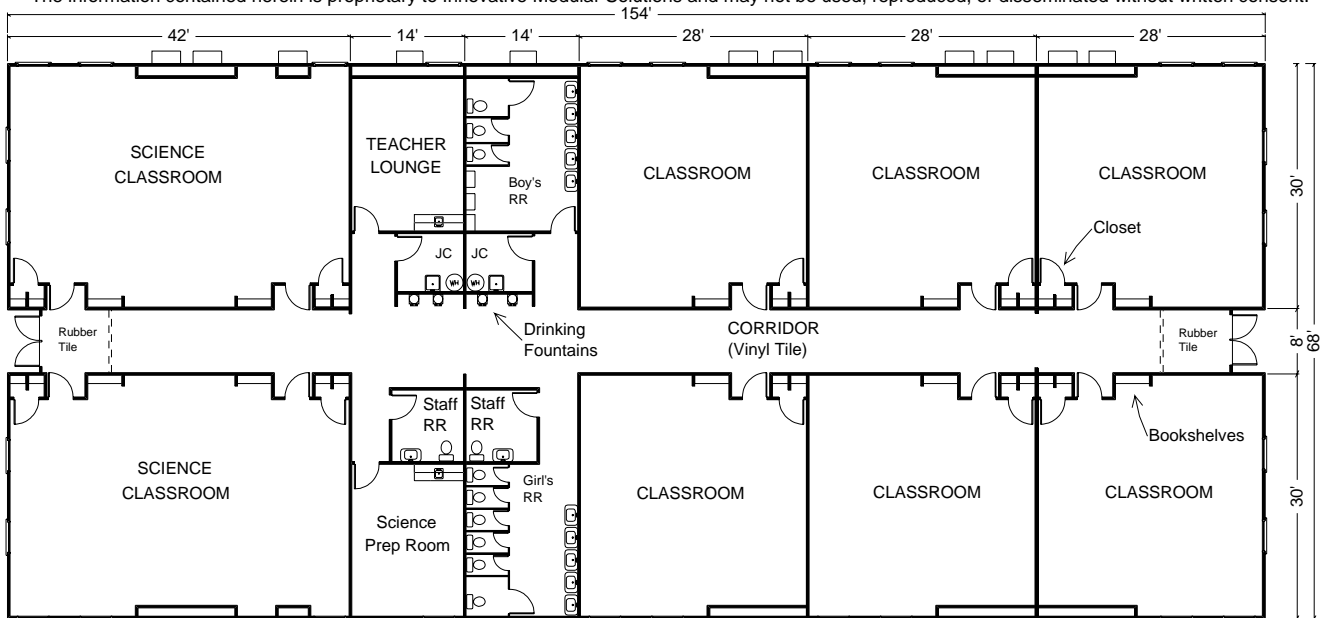 The information contained herein is proprietary to Innovative Modular Solutions and may not be used, reproduced, or disseminated without written consent.
154'
42'
14'
14'
28'
28'
28'
SCIENCE
CLASSROOM
TEACHER
LOUNGE
Boy's
RR
CLASSROOM
CLASSROOM
CLASSROOM
30'
Closet
JC
JC
WH
WH
Rubber
Tile
Drinking
Fountains
CORRIDOR
(Vinyl Tile)
Rubber
Tile
8'
68'
Staff
RR
Staff
RR
Bookshelves
SCIENCE
CLASSROOM
Girl's
RR
CLASSROOM
CLASSROOM
CLASSROOM
30'
Science
Prep Room